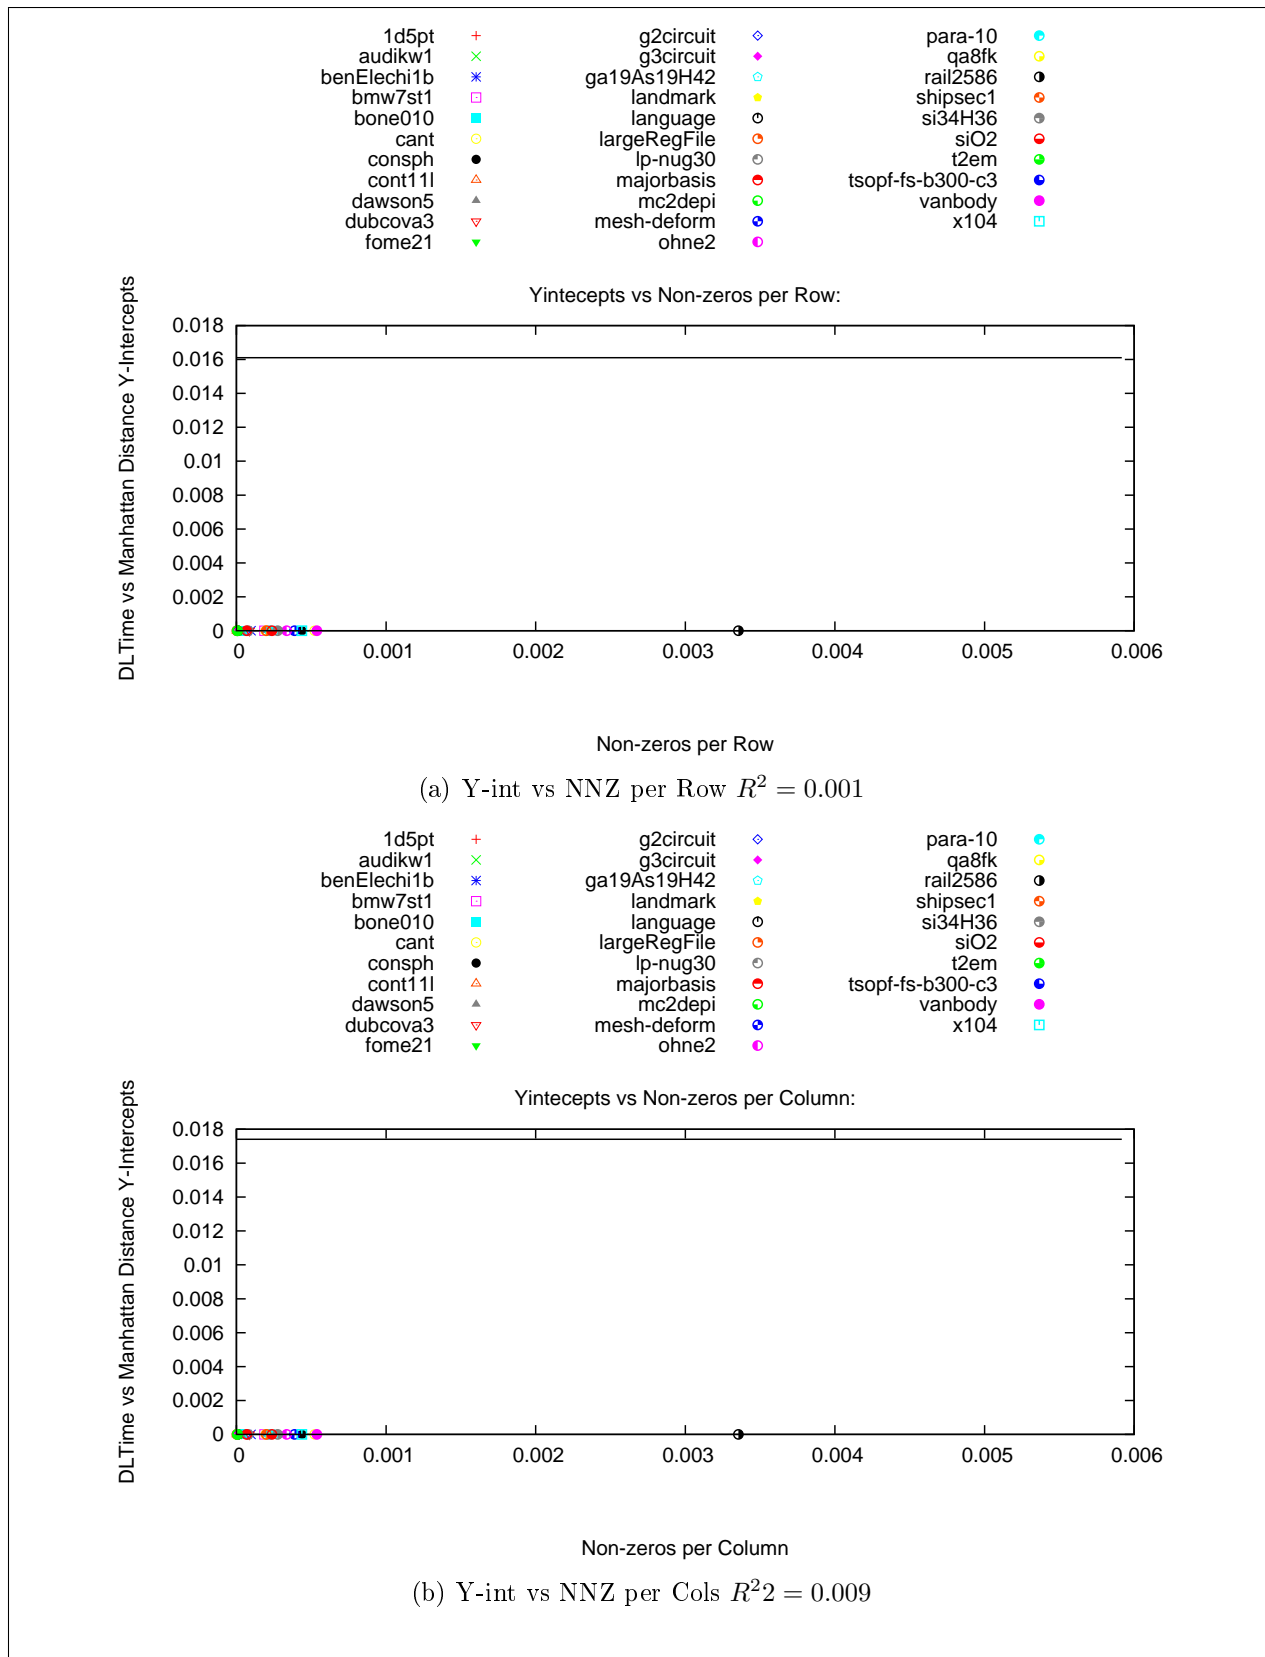 1d5pt g2circuit para-10
audikw1 g3circuit qa8fk
benElechi1b ga19As19H42 rail2586
bmw7st1 landmark shipsec1
bone010 language si34H36
cant largeRegFile siO2
consph lp-nug30 t2em
cont11l majorbasis tsopf-fs-b300-c3
dawson5 mc2depi vanbody
dubcova3 mesh-deform x104
fome21 ohne2
Yintecepts vs Non-zeros per Row:
DLTime vs Manhattan Distance Y-Intercepts
0.018
0.016
0.014
0.012
0.01
0.008
0.006
0.004
0.002
0
0 0.001 0.002 0.003 0.004 0.005 0.006
Non-zeros per Row
(a) Y-int vs NNZ per Row R² = 0.001
1d5pt g2circuit para-10
audikw1 g3circuit qa8fk
benElechi1b ga19As19H42 rail2586
bmw7st1 landmark shipsec1
bone010 language si34H36
cant largeRegFile siO2
consph lp-nug30 t2em
cont11l majorbasis tsopf-fs-b300-c3
dawson5 mc2depi vanbody
dubcova3 mesh-deform x104
fome21 ohne2
Yintecepts vs Non-zeros per Column:
DLTime vs Manhattan Distance Y-Intercepts
0.018
0.016
0.014
0.012
0.01
0.008
0.006
0.004
0.002
0
0 0.001 0.002 0.003 0.004 0.005 0.006
Non-zeros per Column
(b) Y-int vs NNZ per Cols R²2 = 0.009